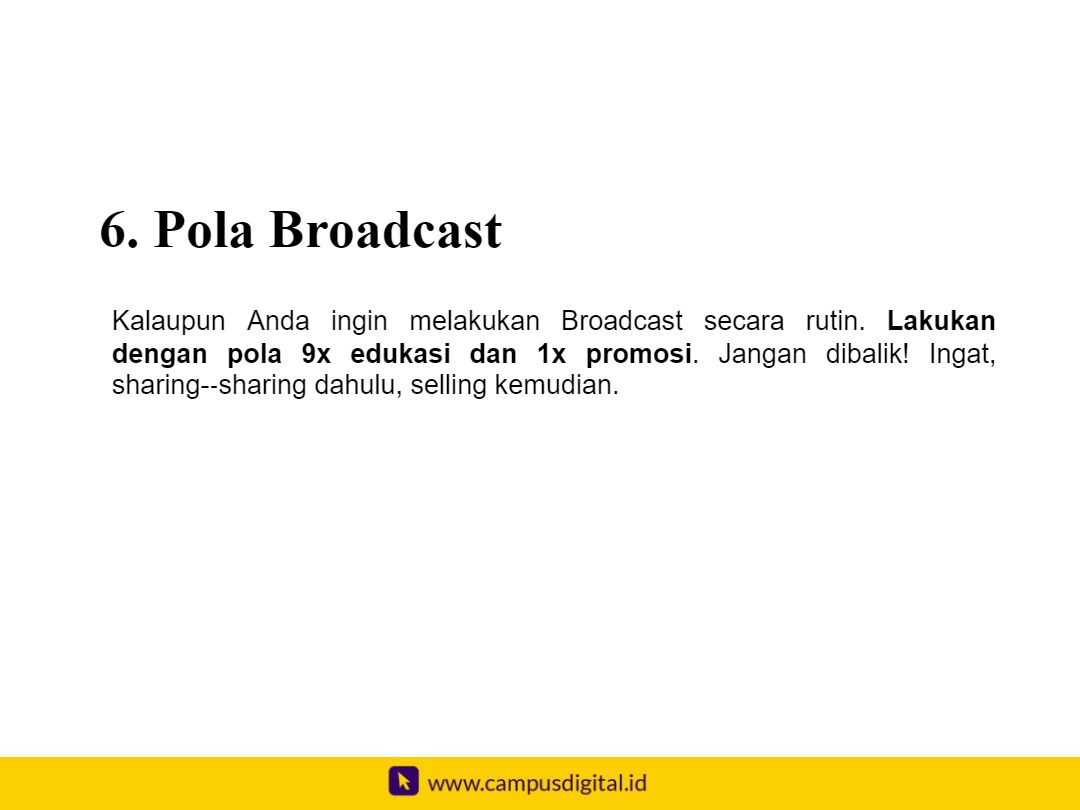 6. Pola Broadcast
Kalaupun Anda ingin melakukan Broadcast secara rutin. Lakukan
dengan pola 9x edukasi dan 1x promosi. Jangan dibalik! Ingat,
sharing--sharing dahulu, selling kemudian.
www.campusdigital.id